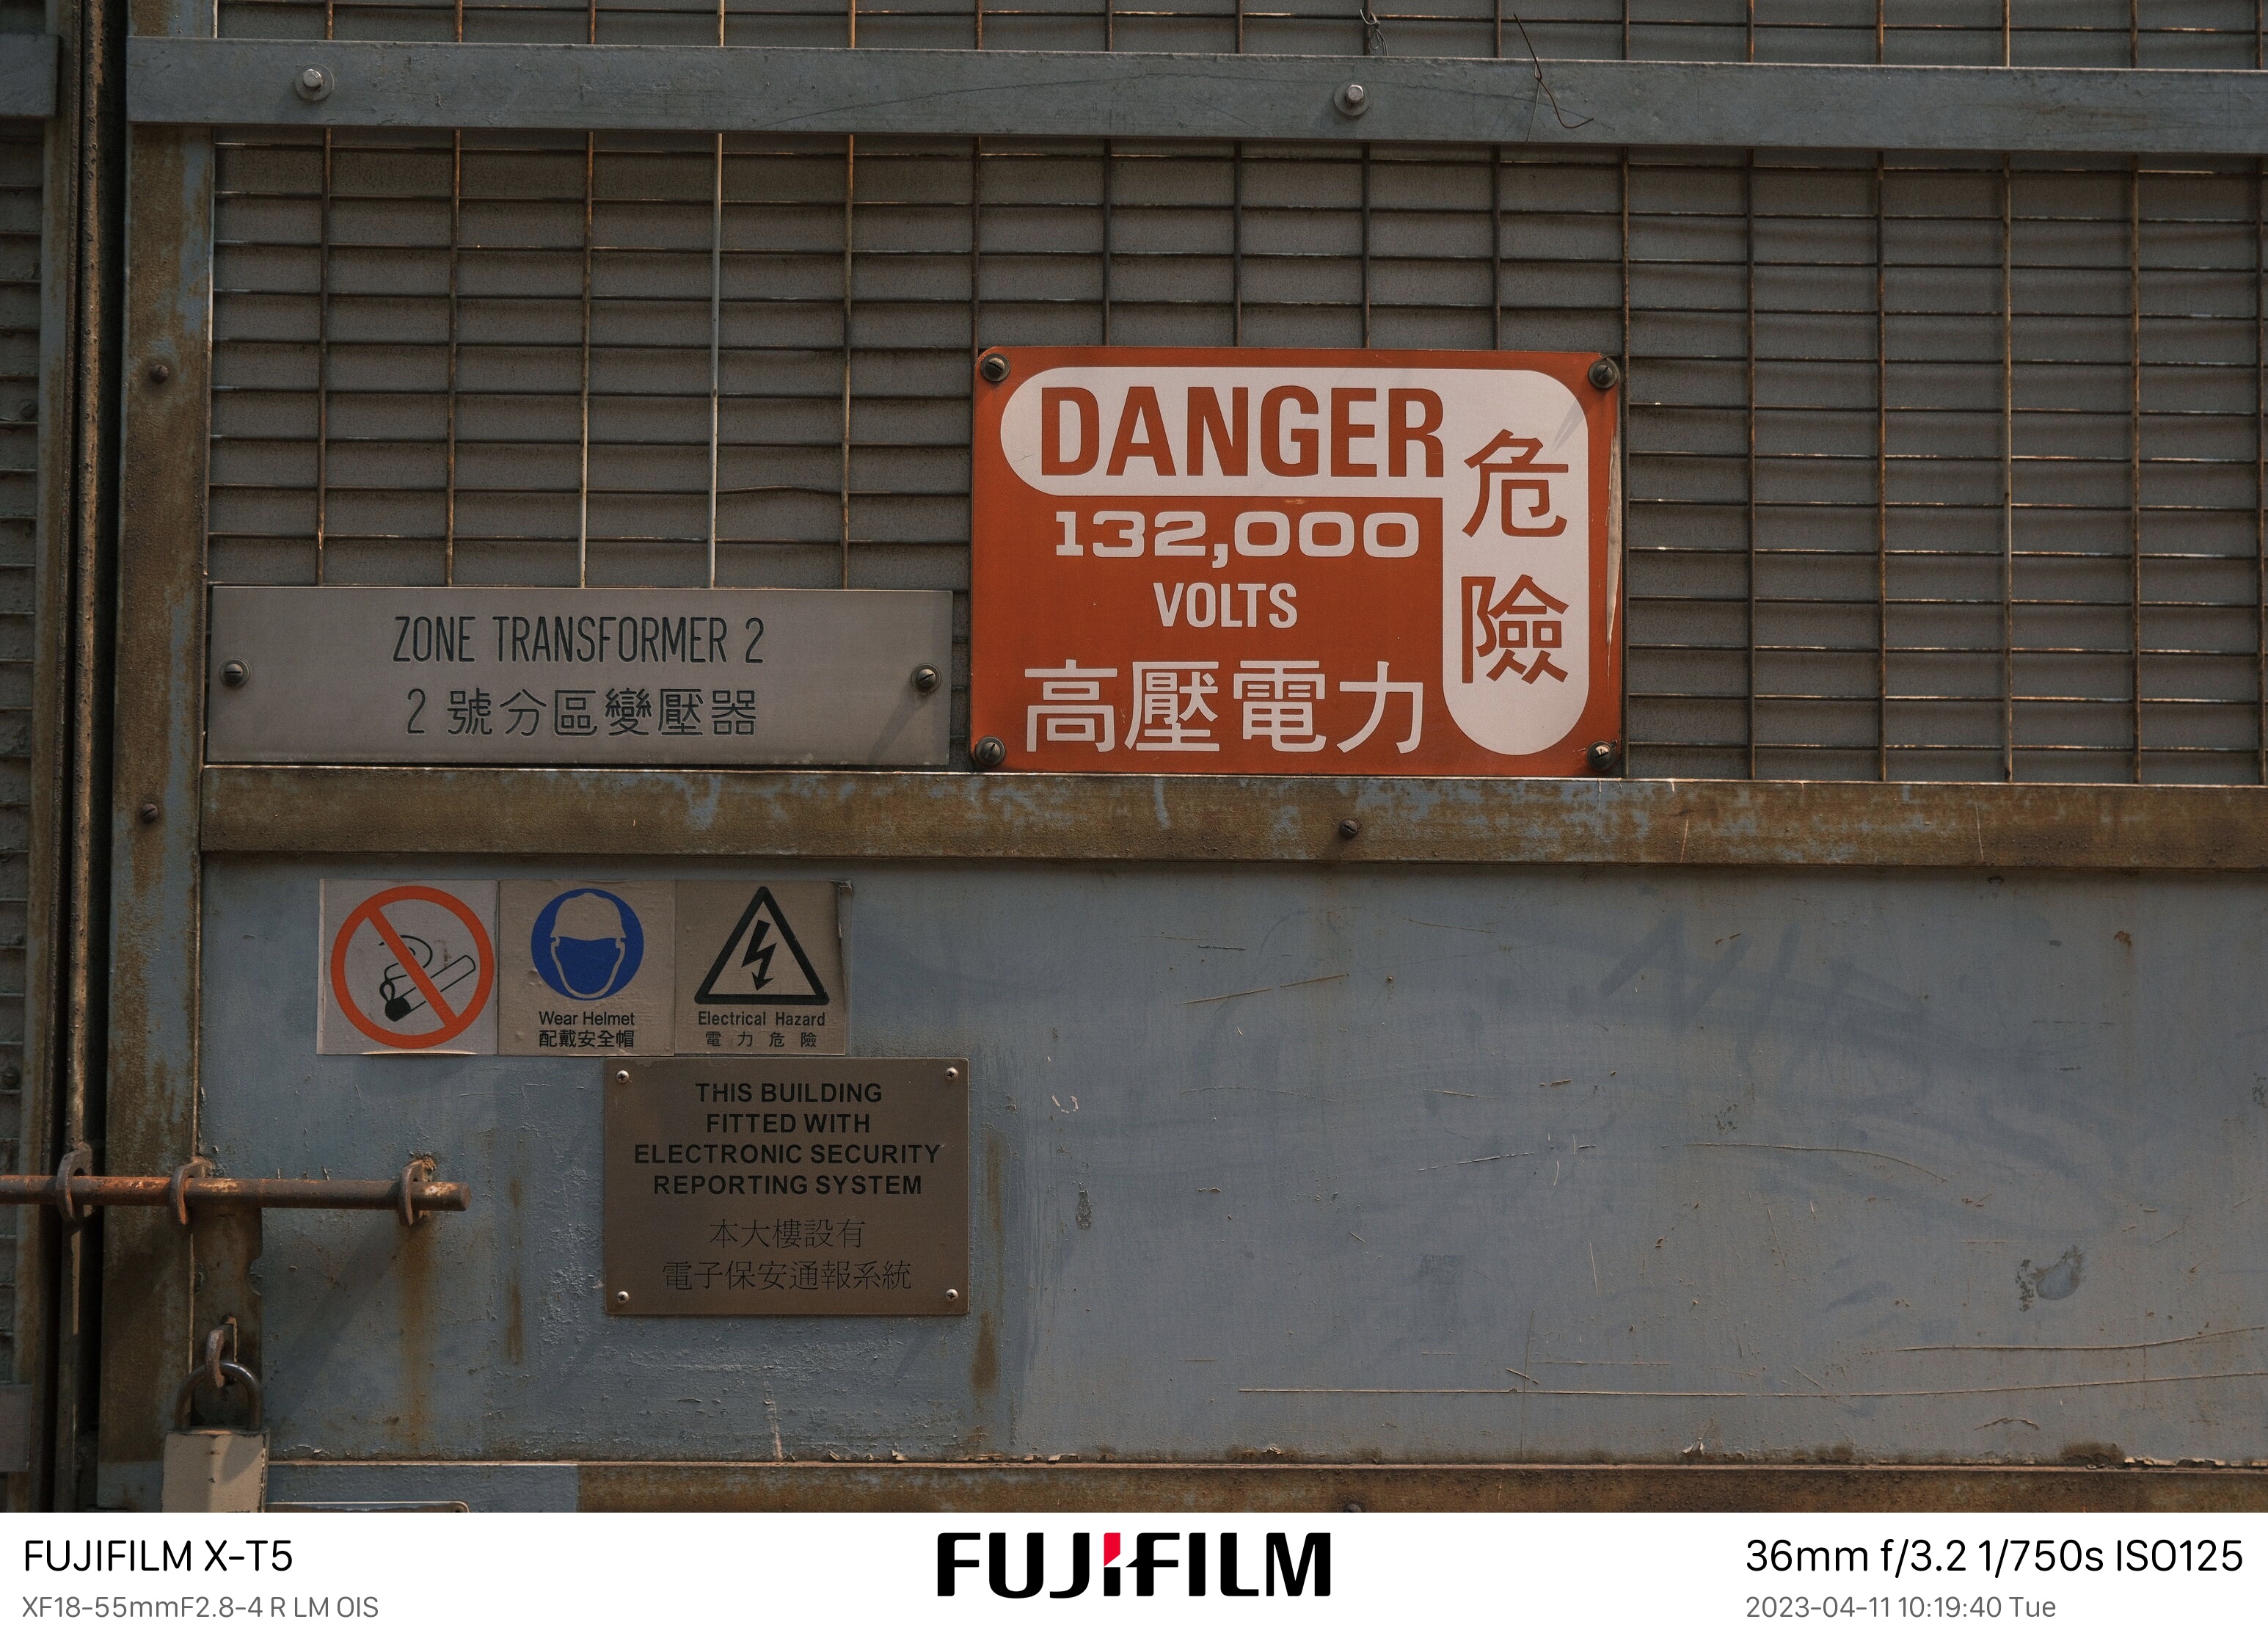 DANGER
危險
132,000
VOLTS
高壓電力
ZONE TRANSFORMER 2
2 號分區變壓器
Wear Helmet
配戴安全帽
Electrical Hazard
電力危險
THIS BUILDING
FITTED WITH
ELECTRONIC SECURITY
REPORTING SYSTEM
本大樓設有
電子保安通報系統
FUJIFILM X-T5
XF18-55mmF2.8-4 R LM OIS
FUJIFILM
36mm f/3.2 1/750s ISO125
2023-04-11 10:19:40 Tue